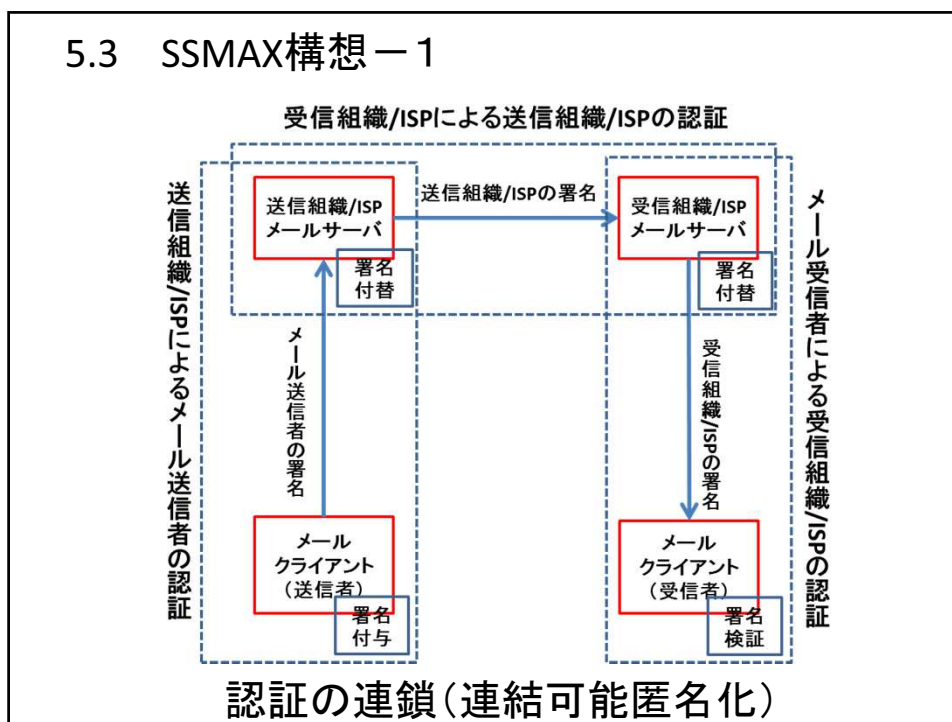 5.3 SSMAX構想－１
受信組織/ISPによる送信組織/ISPの認証
送信組織/ISPによるメール送信者の認証
送信組織/ISP
メールサーバ
署名
付替
送信組織/ISPの署名
受信組織/ISP
メールサーバ
署名
付替
メール送信者の署名
受信組織/ISPの署名
メール
クライアント
（送信者）
署名
付与
メール
クライアント
（受信者）
署名
検証
メール受信者による受信組織/ISPの認証
認証の連鎖（連結可能匿名化）